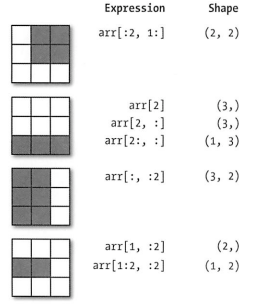 Expression Shape
arr[:2, 1:] (2, 2)
arr[2] (3,)
arr[2, :] (3,)
arr[2:, :] (1, 3)
arr[:, :2] (3, 2)
arr[1, :2] (2,)
arr[1:2, :2] (1, 2)